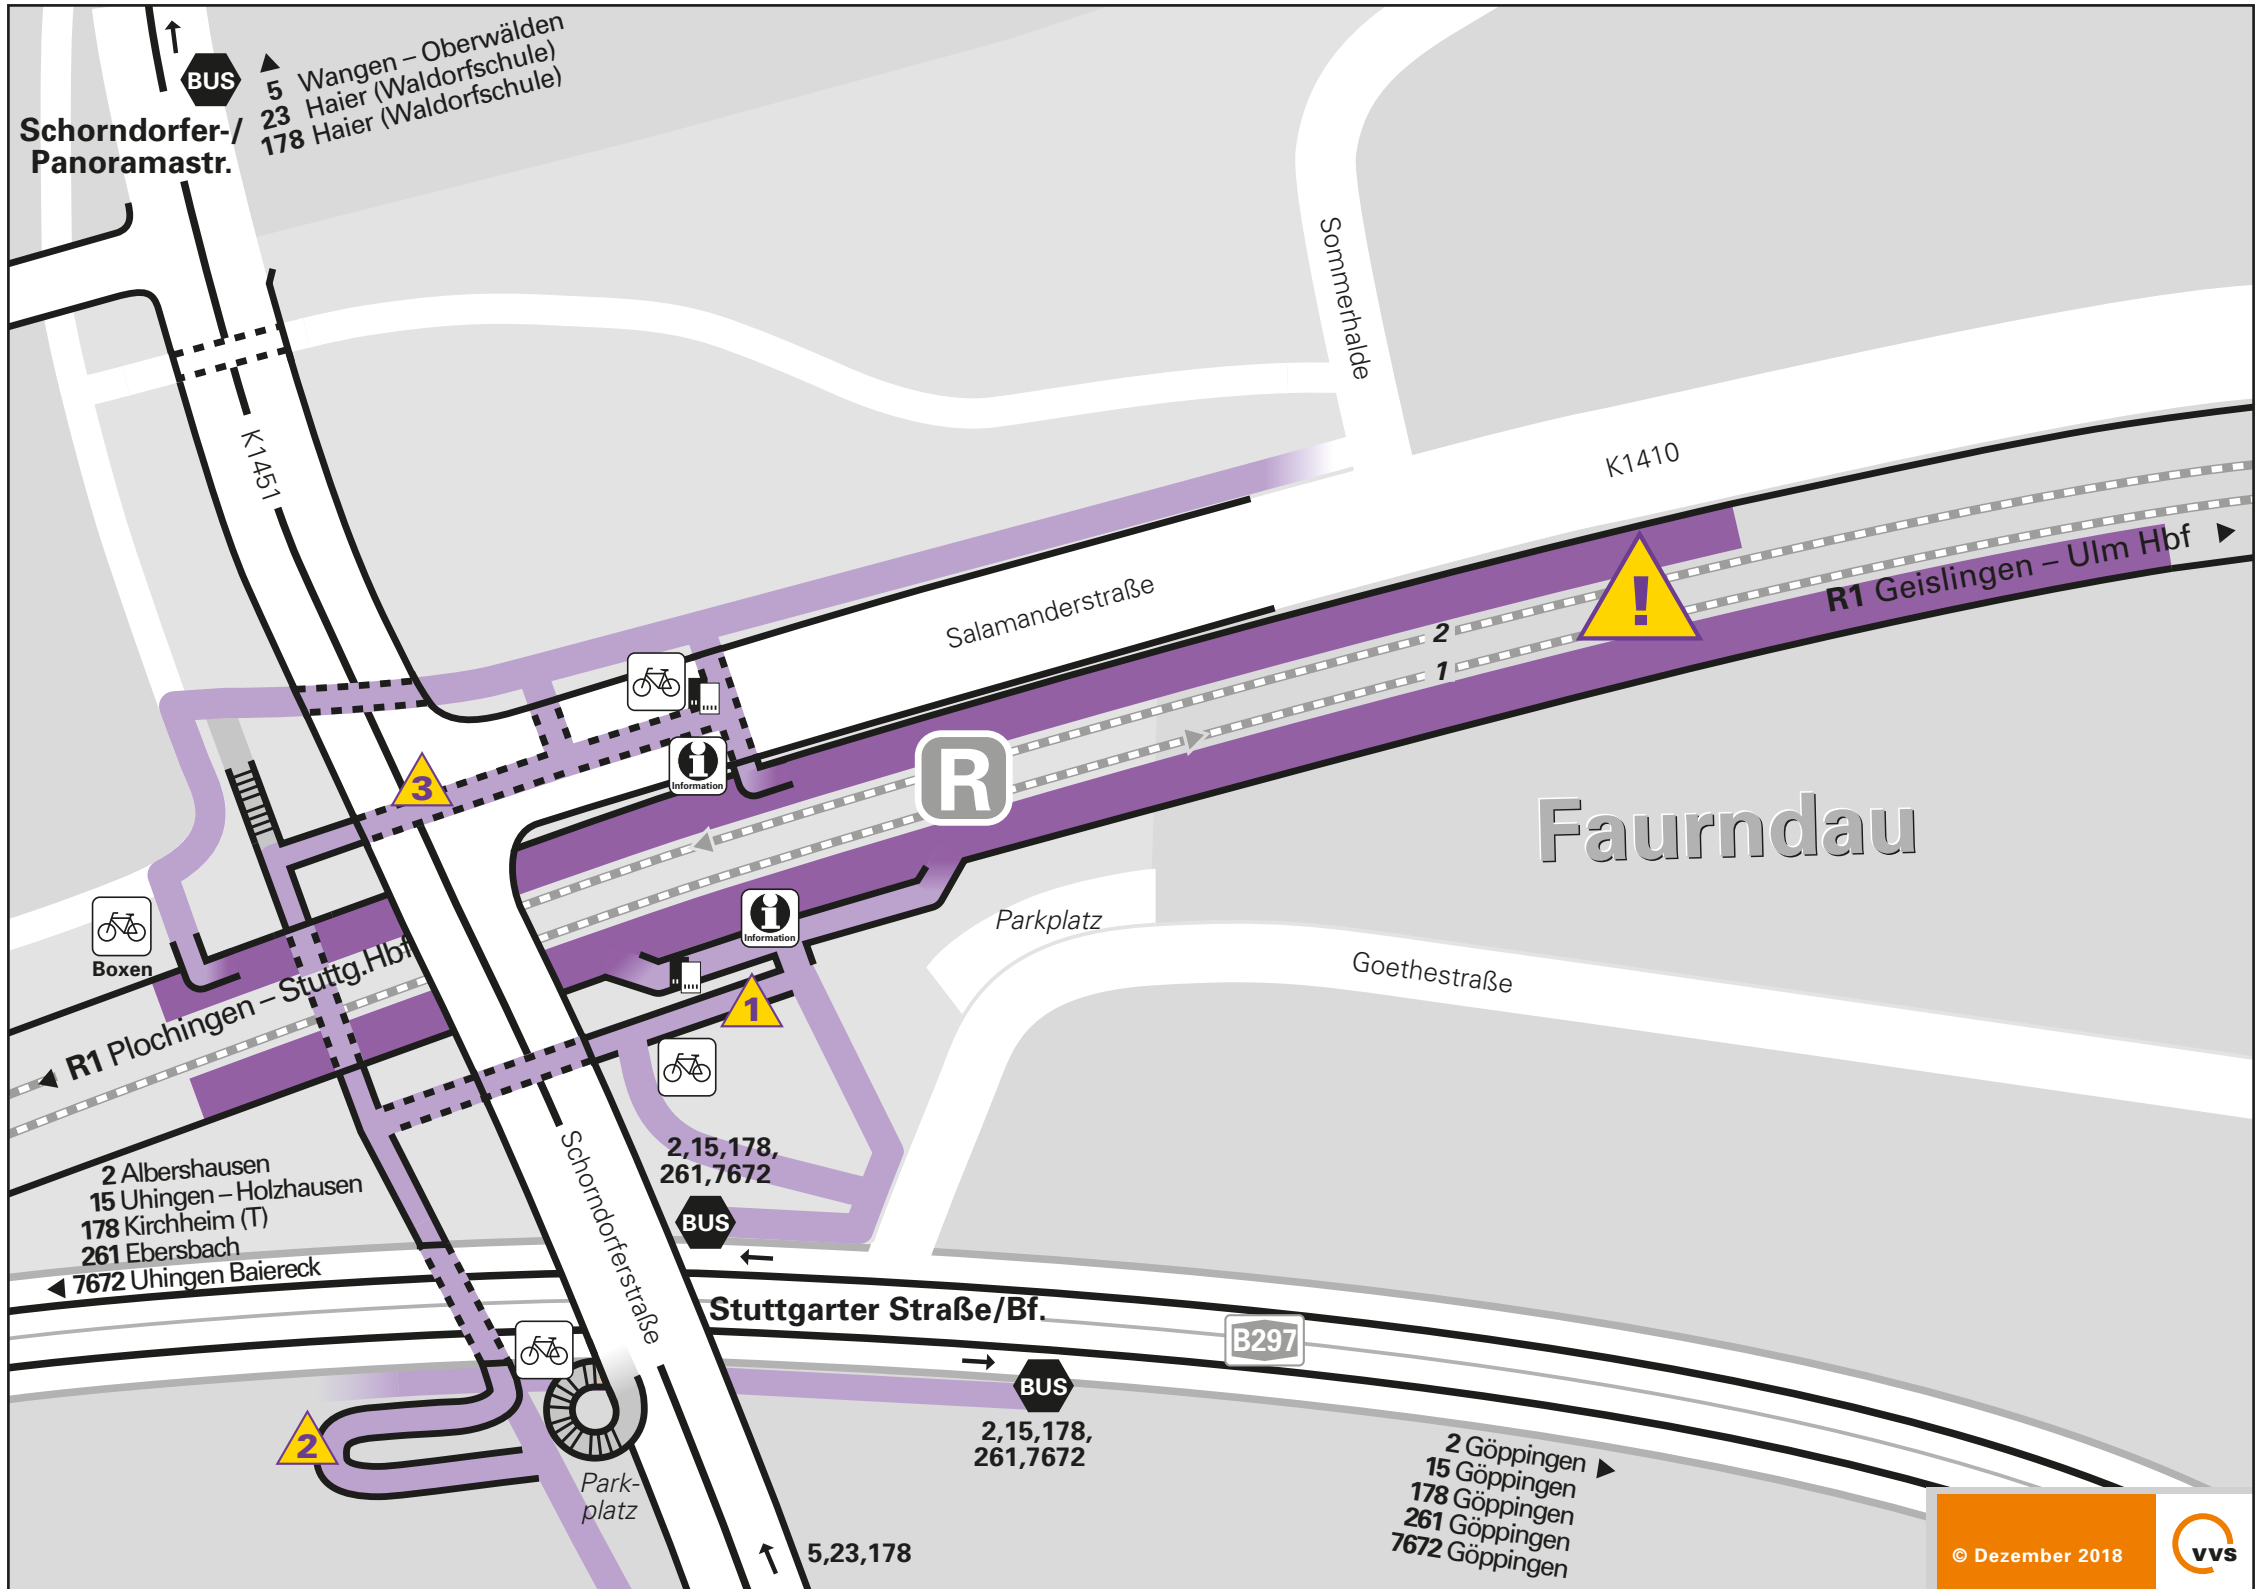 BUS
5 Wangen – Oberwälden
23 Haier (Waldorfschule)
178 Haier (Waldorfschule)
Schorndorfer-/
Panoramastr.
K1451
Sommerhalde
K1410
Salamanderstraße
R1 Geislingen – Ulm Hbf
!
2
1
R
Information
3
Faurndau
Information
Boxen
Parkplatz
Goethestraße
R1 Plochingen – Stuttg.Hbf
1
2,15,178,
261,7672
BUS
Schorndorferstraße
2 Albershausen
15 Uhingen – Holzhausen
178 Kirchheim (T)
261 Ebersbach
7672 Uhingen Baiereck
Stuttgarter Straße/Bf.
B297
BUS
2,15,178,
261,7672
2
Park-
platz
2 Göppingen
15 Göppingen
178 Göppingen
261 Göppingen
7672 Göppingen
5,23,178
© Dezember 2018
vvs